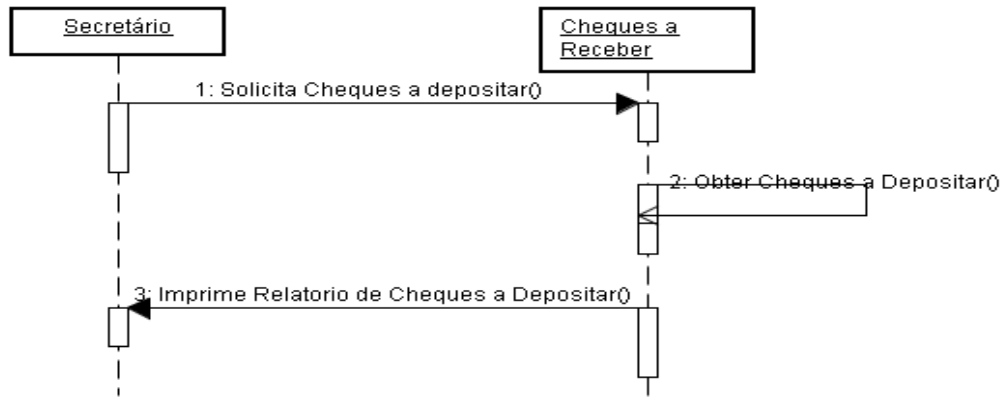 Secretário
Cheques a
Receber
1: Solicita Cheques a depositar()
2: Obter Cheques a Depositar()
3: Imprime Relatorio de Cheques a Depositar()